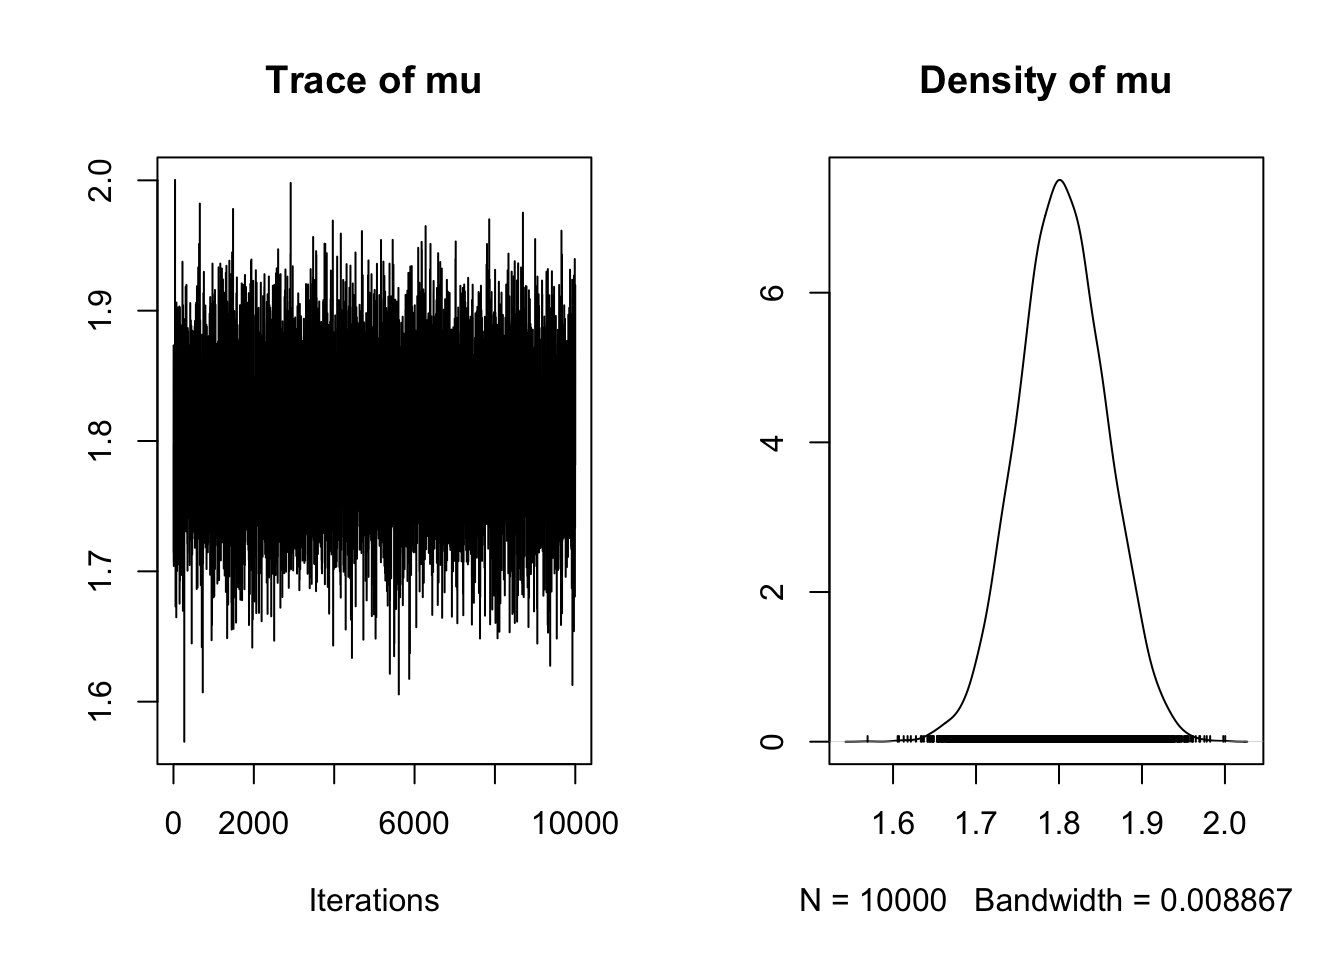 Trace of mu
2.0
1.9
1.8
1.7
1.6
0 2000 6000 10000
Iterations
Density of mu
6
4
2
0
1.6 1.7 1.8 1.9 2.0
N = 10000 Bandwidth = 0.008867